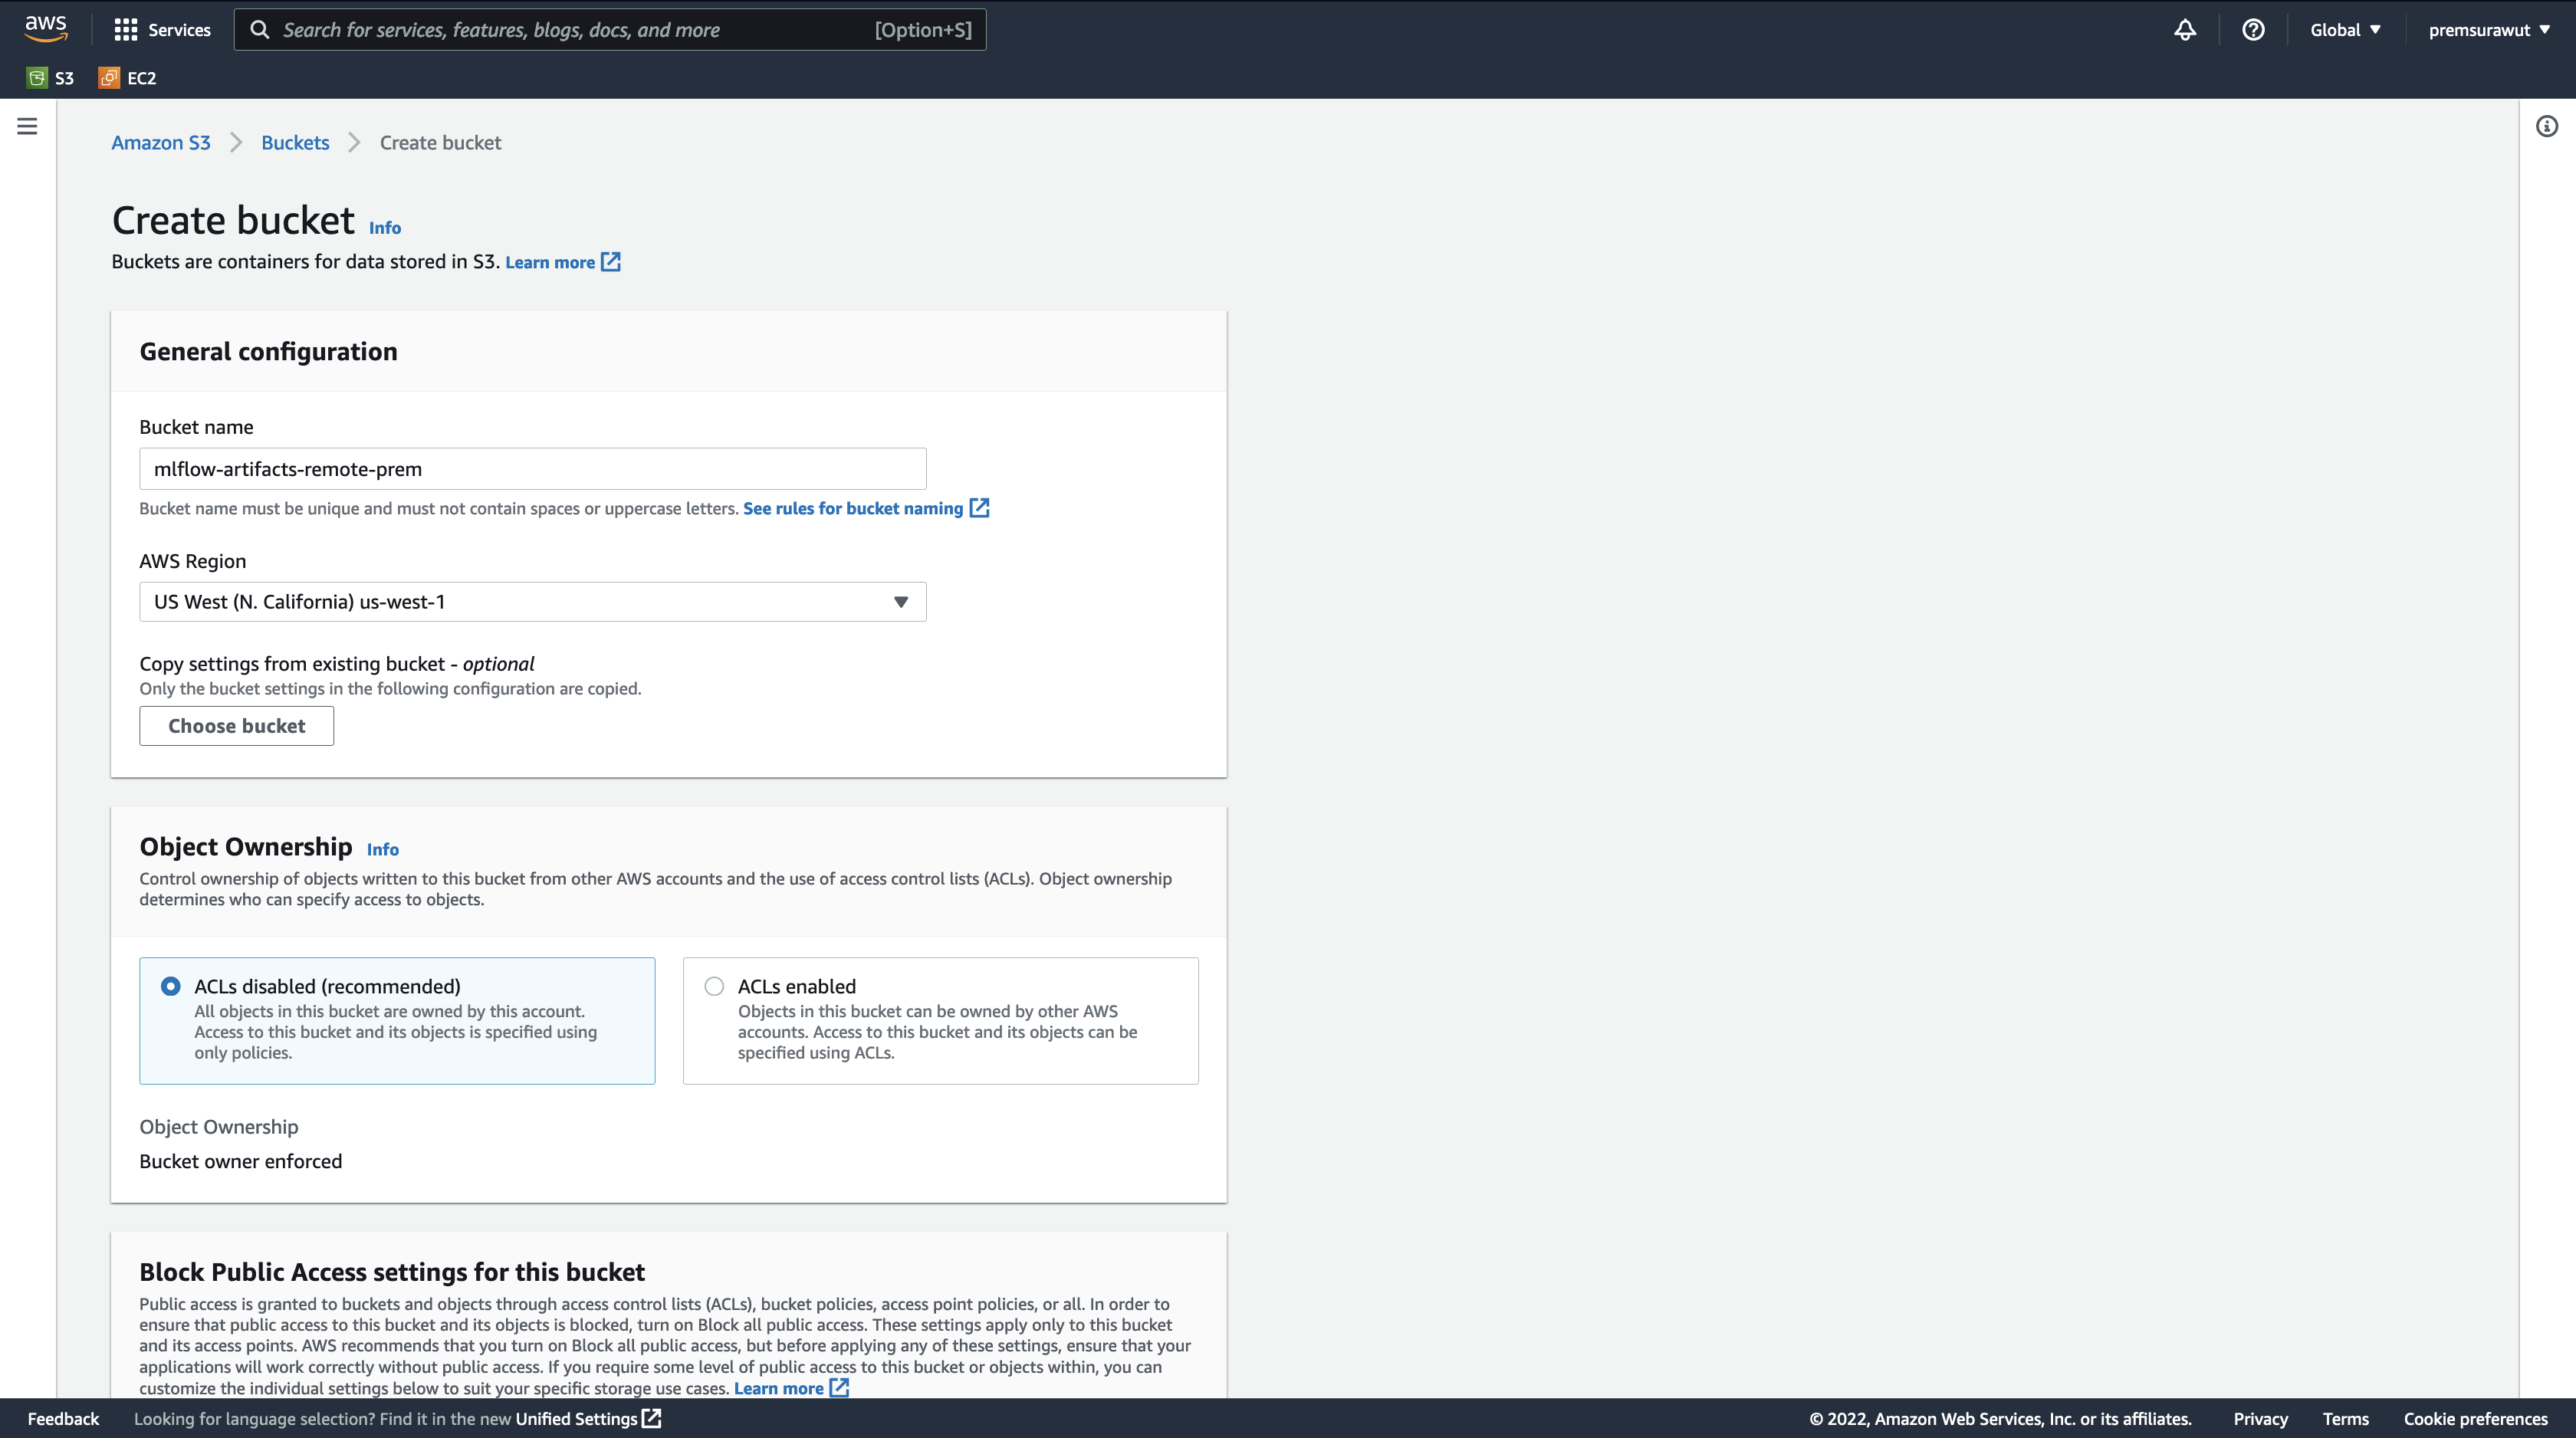 aws
Services
Search for services, features, blogs, docs, and more
[Option+S]
Global
premsurawut
S3
EC2
Amazon S3
Buckets
Create bucket
Create bucket Info
Buckets are containers for data stored in S3. Learn more
General configuration
Bucket name
mlflow-artifacts-remote-prem
Bucket name must be unique and must not contain spaces or uppercase letters. See rules for bucket naming
AWS Region
US West (N. California) us-west-1
Copy settings from existing bucket - optional
Only the bucket settings in the following configuration are copied.
Choose bucket
Object Ownership Info
Control ownership of objects written to this bucket from other AWS accounts and the use of access control lists (ACLs). Object ownership
determines who can specify access to objects.
ACLs disabled (recommended)
All objects in this bucket are owned by this account.
Access to this bucket and its objects is specified using
only policies.
ACLs enabled
Objects in this bucket can be owned by other AWS
accounts. Access to this bucket and its objects can be
specified using ACLs.
Object Ownership
Bucket owner enforced
Block Public Access settings for this bucket
Public access is granted to buckets and objects through access control lists (ACLs), bucket policies, access point policies, or all. In order to
ensure that public access to this bucket and its objects is blocked, turn on Block all public access. These settings apply only to this bucket
and its access points. AWS recommends that you turn on Block all public access, but before applying any of these settings, ensure that your
applications will work correctly without public access. If you require some level of public access to this bucket or objects within, you can
customize the individual settings below to suit your specific storage use cases. Learn more
Feedback
Looking for language selection? Find it in the new Unified Settings
© 2022, Amazon Web Services, Inc. or its affiliates.
Privacy
Terms
Cookie preferences